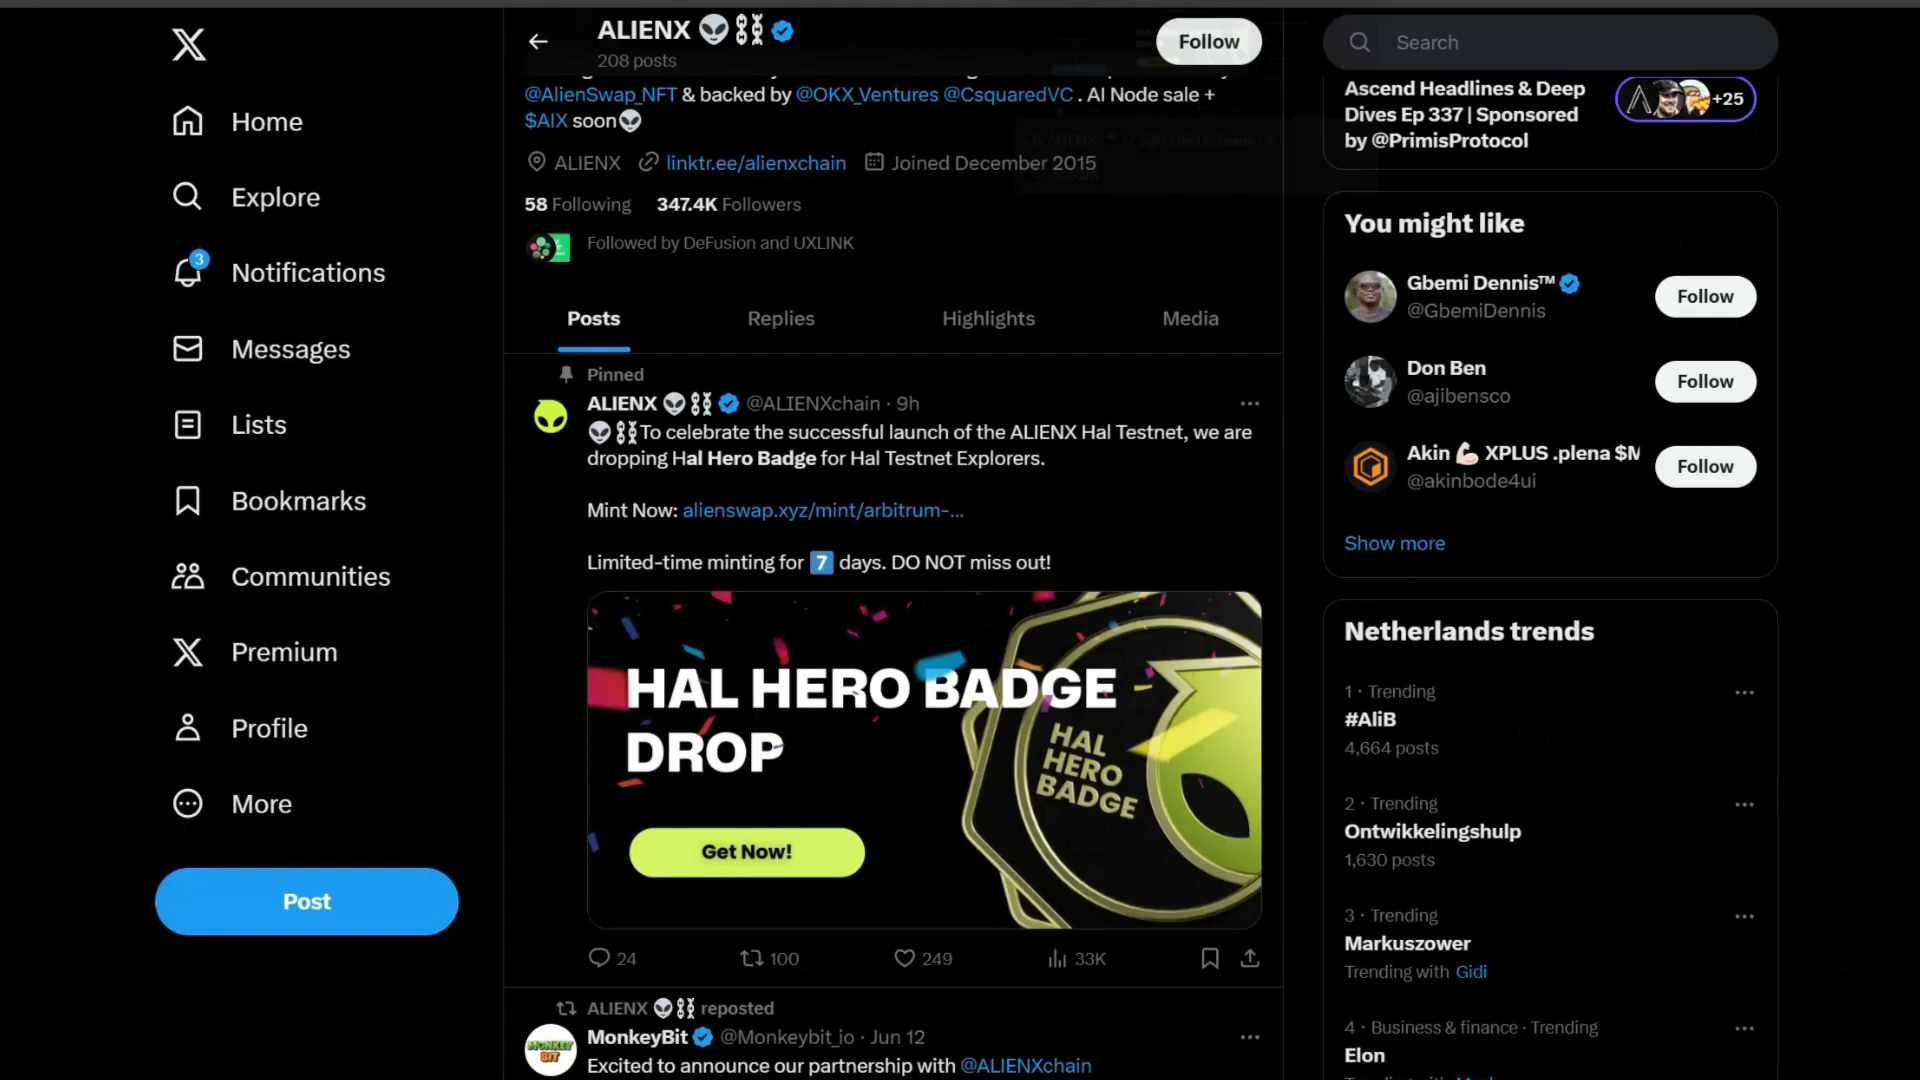 ALIENX 👽⛓️
208 posts
Follow
@AlienSwap_NFT & backed by @OKX_Ventures @CsquaredVC . AI Node sale +
$AIX soon👽
ALIENX linktr.ee/alienxchain Joined December 2015
58 Following 347.4K Followers
Followed by DeFusion and UXLINK
Posts Replies Highlights Media
Pinned
ALIENX 👽⛓️ @ALIENXchain · 9h
👽⛓️To celebrate the successful launch of the ALIENX Hal Testnet, we are
dropping Hal Hero Badge for Hal Testnet Explorers.
Mint Now: alienswap.xyz/mint/arbitrum-...
Limited-time minting for 7️⃣ days. DO NOT miss out!
HAL HERO BADGE
DROP
Get Now!
HAL
HERO
BADGE
24 100 249 33K
ALIENX 👽⛓️ reposted
MonkeyBit @Monkeybit_io · Jun 12
MONKEY
BIT
Excited to announce our partnership with @ALIENXchain
Home
Explore
3
Notifications
Messages
Lists
Bookmarks
Communities
Premium
Profile
More
Post
Search
Ascend Headlines & Deep
Dives Ep 337 | Sponsored
by @PrimisProtocol
+25
You might like
Gbemi Dennis™
@GbemiDennis
Follow
Don Ben
@ajibensco
Follow
Akin 💪🏻 XPLUS .plena $M
@akinbode4ui
Follow
Show more
Netherlands trends
1 · Trending
#AliB
4,664 posts
2 · Trending
Ontwikkelingshulp
1,630 posts
3 · Trending
Markuszower
Trending with Gidi
4 · Business & finance · Trending
Elon